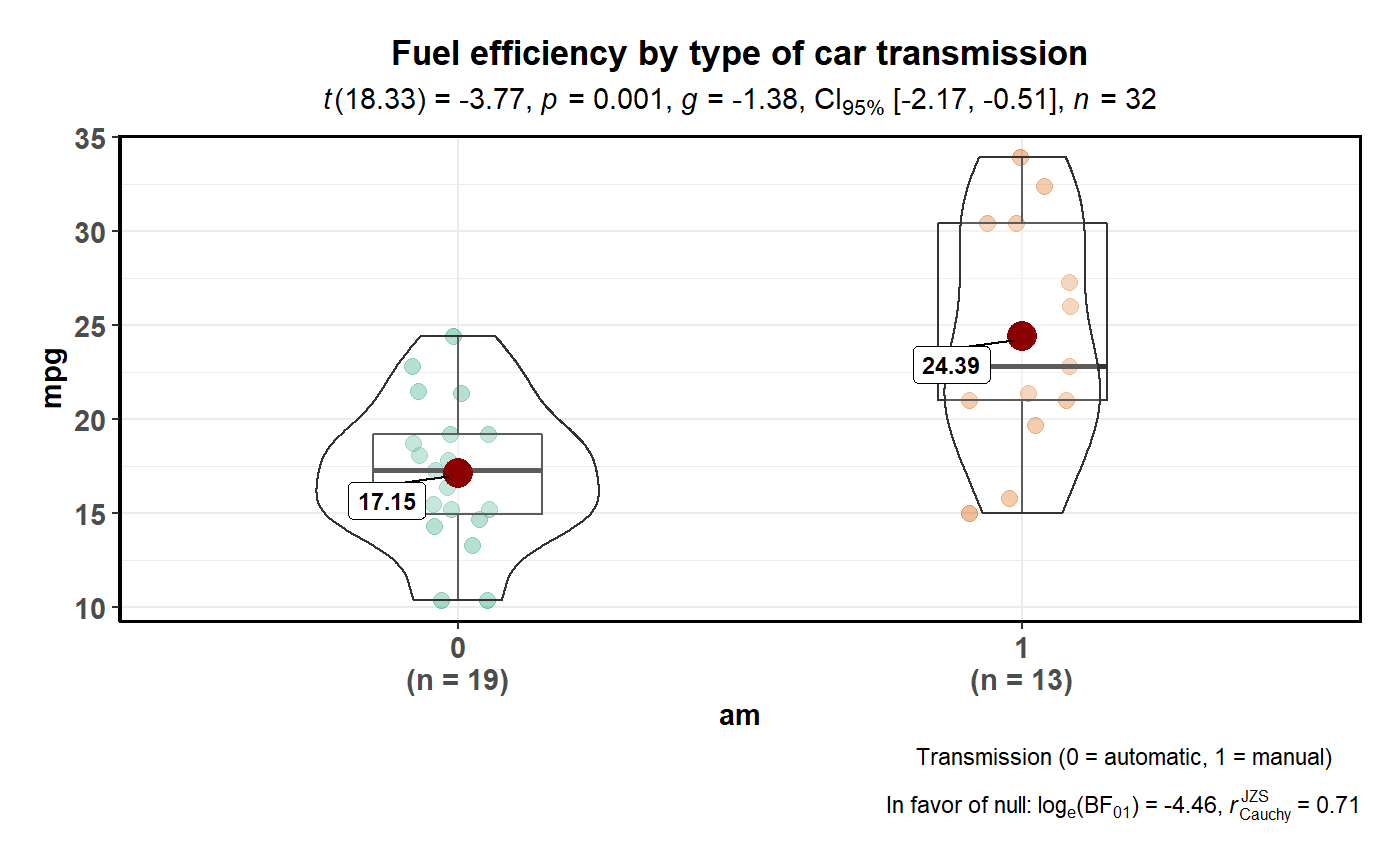 Fuel efficiency by type of car transmission
t(18.33) = -3.77, p = 0.001, g = -1.38, CI95% [-2.17, -0.51], n = 32
35
30
25
20
15
10
mpg
17.15
24.39
0
(n = 19)
1
(n = 13)
am
Transmission (0 = automatic, 1 = manual)
In favor of null: loge(BF01) = -4.46, r JZS Cauchy = 0.71